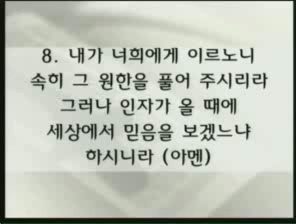 8. 내가 너희에게 이르노니
속히 그 원한을 풀어 주시리라
그러나 인자가 올 때에
세상에서 믿음을 보겠느냐
하시니라 (아멘)